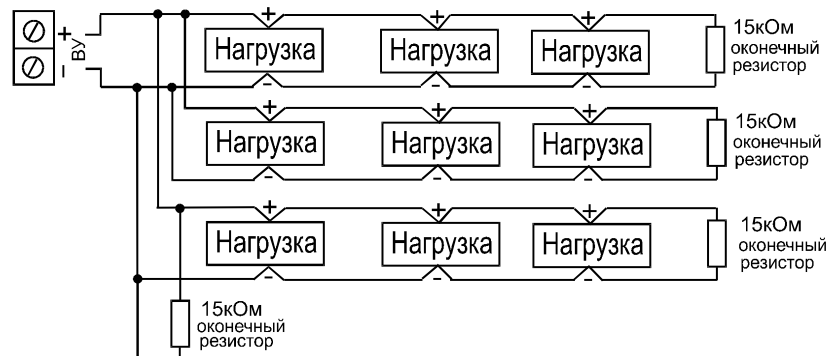 +
ВУ
–
+ + +
Нагрузка Нагрузка Нагрузка
- - -
15кОм
оконечный
резистор
+ + +
Нагрузка Нагрузка Нагрузка
- - -
15кОм
оконечный
резистор
+ + +
Нагрузка Нагрузка Нагрузка
- - -
15кОм
оконечный
резистор
15кОм
оконечный
резистор